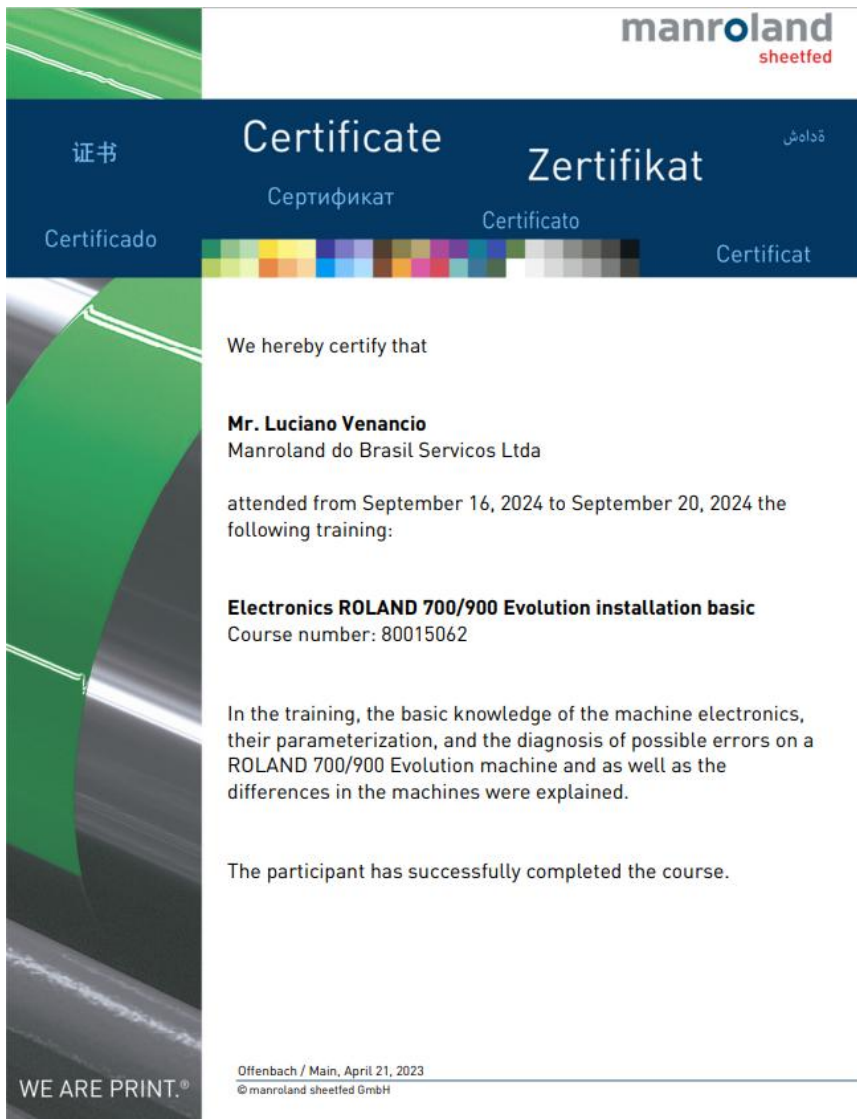 manroland
sheetfed
证书
Certificate
Zertifikat
ةداهش
Сертификат
Certificato
Certificado
Certificat
We hereby certify that
Mr. Luciano Venancio
Manroland do Brasil Servicos Ltda
attended from September 16, 2024 to September 20, 2024 the
following training:
Electronics ROLAND 700/900 Evolution installation basic
Course number: 80015062
In the training, the basic knowledge of the machine electronics,
their parameterization, and the diagnosis of possible errors on a
ROLAND 700/900 Evolution machine and as well as the
differences in the machines were explained.
The participant has successfully completed the course.
Offenbach / Main, April 21, 2023
© manroland sheetfed GmbH
WE ARE PRINT.®